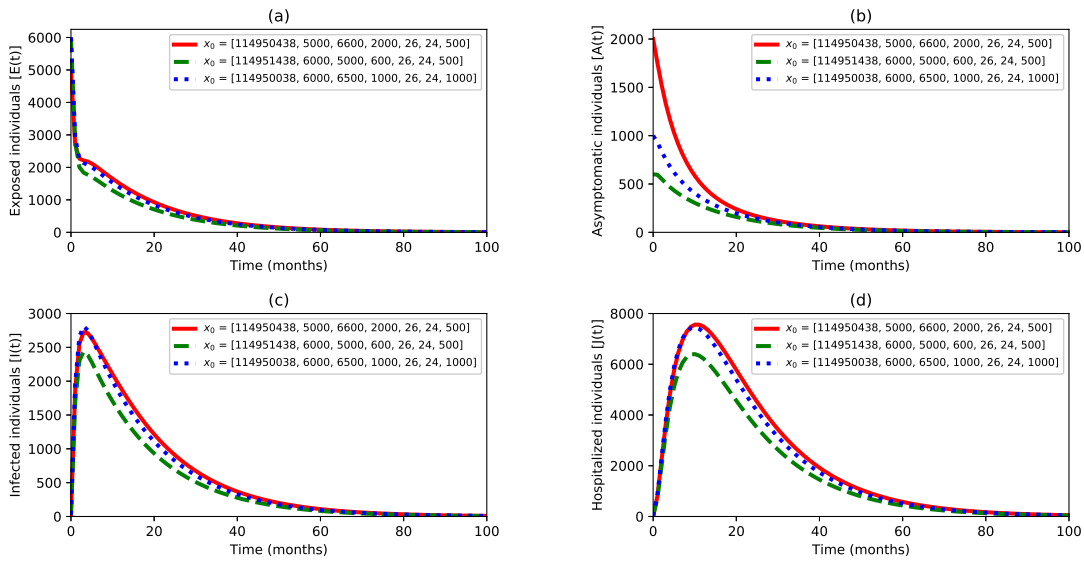 (a)
Exposed individuals [E(t)]
6000
5000
4000
3000
2000
1000
0
x₀ = [114950438, 5000, 6600, 2000, 26, 24, 500]
x₀ = [114951438, 6000, 5000, 600, 26, 24, 500]
x₀ = [114950038, 6000, 6500, 1000, 26, 24, 1000]
0 20 40 60 80 100
Time (months)
(b)
Asymptomatic individuals [A(t)]
2000
1500
1000
500
0
x₀ = [114950438, 5000, 6600, 2000, 26, 24, 500]
x₀ = [114951438, 6000, 5000, 600, 26, 24, 500]
x₀ = [114950038, 6000, 6500, 1000, 26, 24, 1000]
0 20 40 60 80 100
Time (months)
(c)
Infected individuals [I(t)]
3000
2500
2000
1500
1000
500
0
x₀ = [114950438, 5000, 6600, 2000, 26, 24, 500]
x₀ = [114951438, 6000, 5000, 600, 26, 24, 500]
x₀ = [114950038, 6000, 6500, 1000, 26, 24, 1000]
0 20 40 60 80 100
Time (months)
(d)
Hospitalized individuals [J(t)]
8000
6000
4000
2000
0
x₀ = [114950438, 5000, 6600, 2000, 26, 24, 500]
x₀ = [114951438, 6000, 5000, 600, 26, 24, 500]
x₀ = [114950038, 6000, 6500, 1000, 26, 24, 1000]
0 20 40 60 80 100
Time (months)